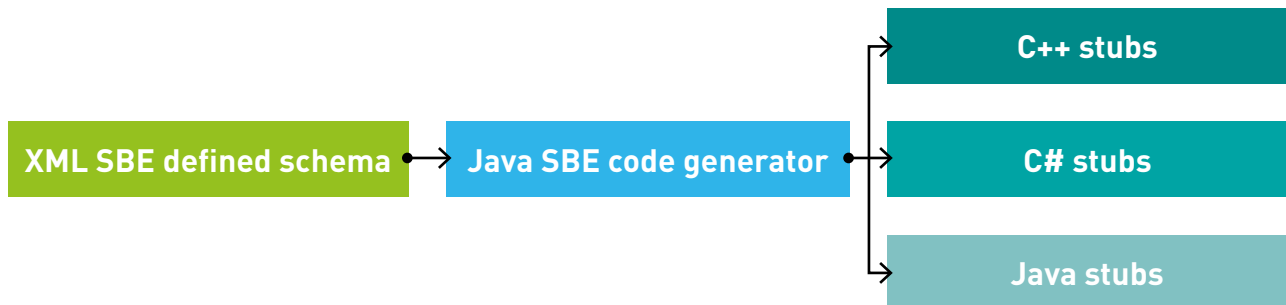 C++ stubs
XML SBE defined schema
Java SBE code generator
C# stubs
Java stubs